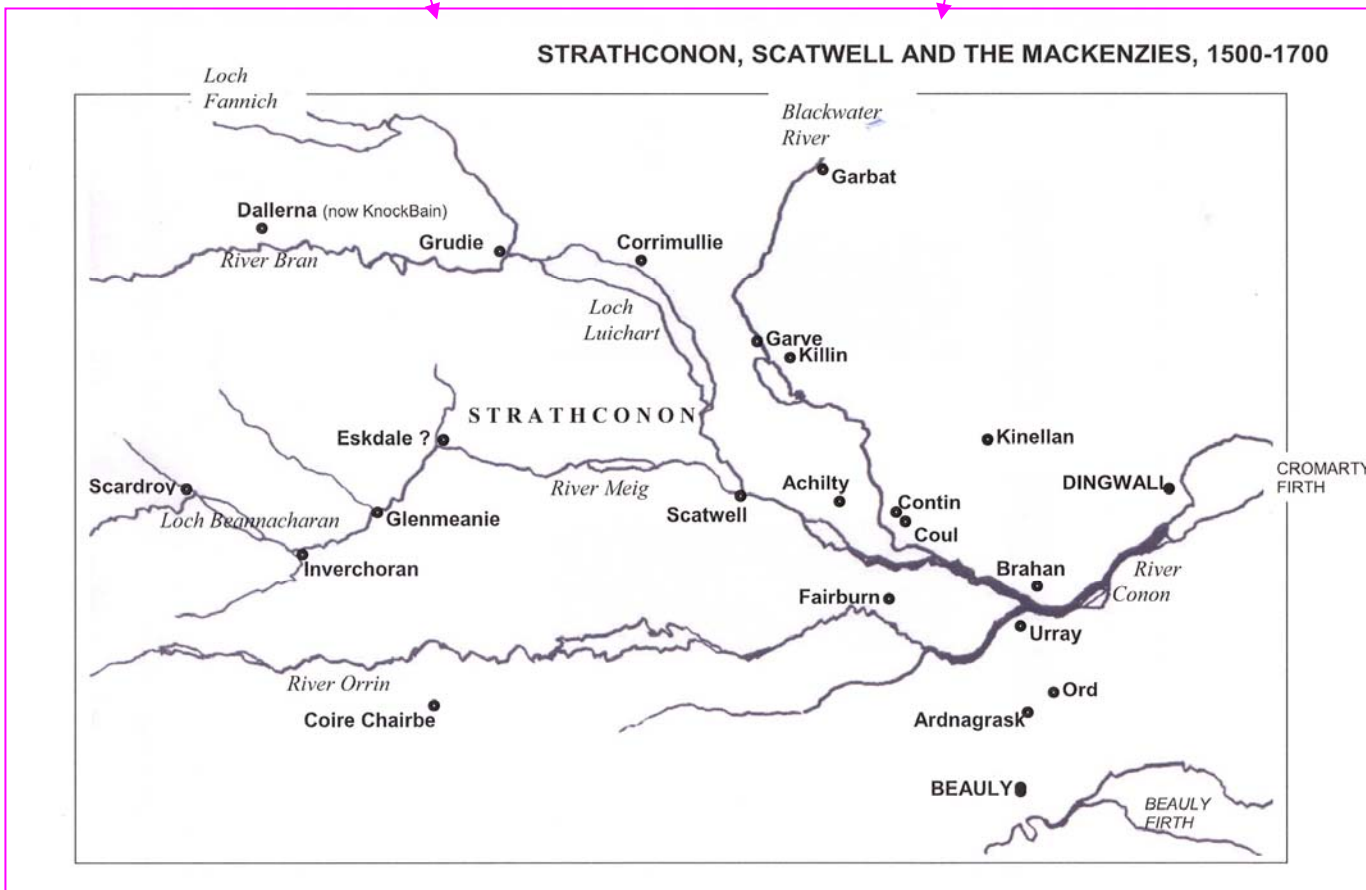 STRATHCONON, SCATWELL AND THE MACKENZIES, 1500-1700
Loch
Fannich
Blackwater
River
Garbat
Dallerna (now KnockBain)
River Bran
Grudie
Corrimullie
Loch
Luichart
Garve
Killin
STRATHCONON
Eskdale ?
Kinellan
Scardroy
Loch Beannacharan
Glenmeanie
River Meig
Scatwell
Achilty
Contin
Coul
DINGWALL
CROMARTY
FIRTH
Inverchoran
Brahan
River
Conon
Fairburn
Urray
River Orrin
Coire Chairbe
Ord
Ardnagrask
BEAULY
BEAULY
FIRTH